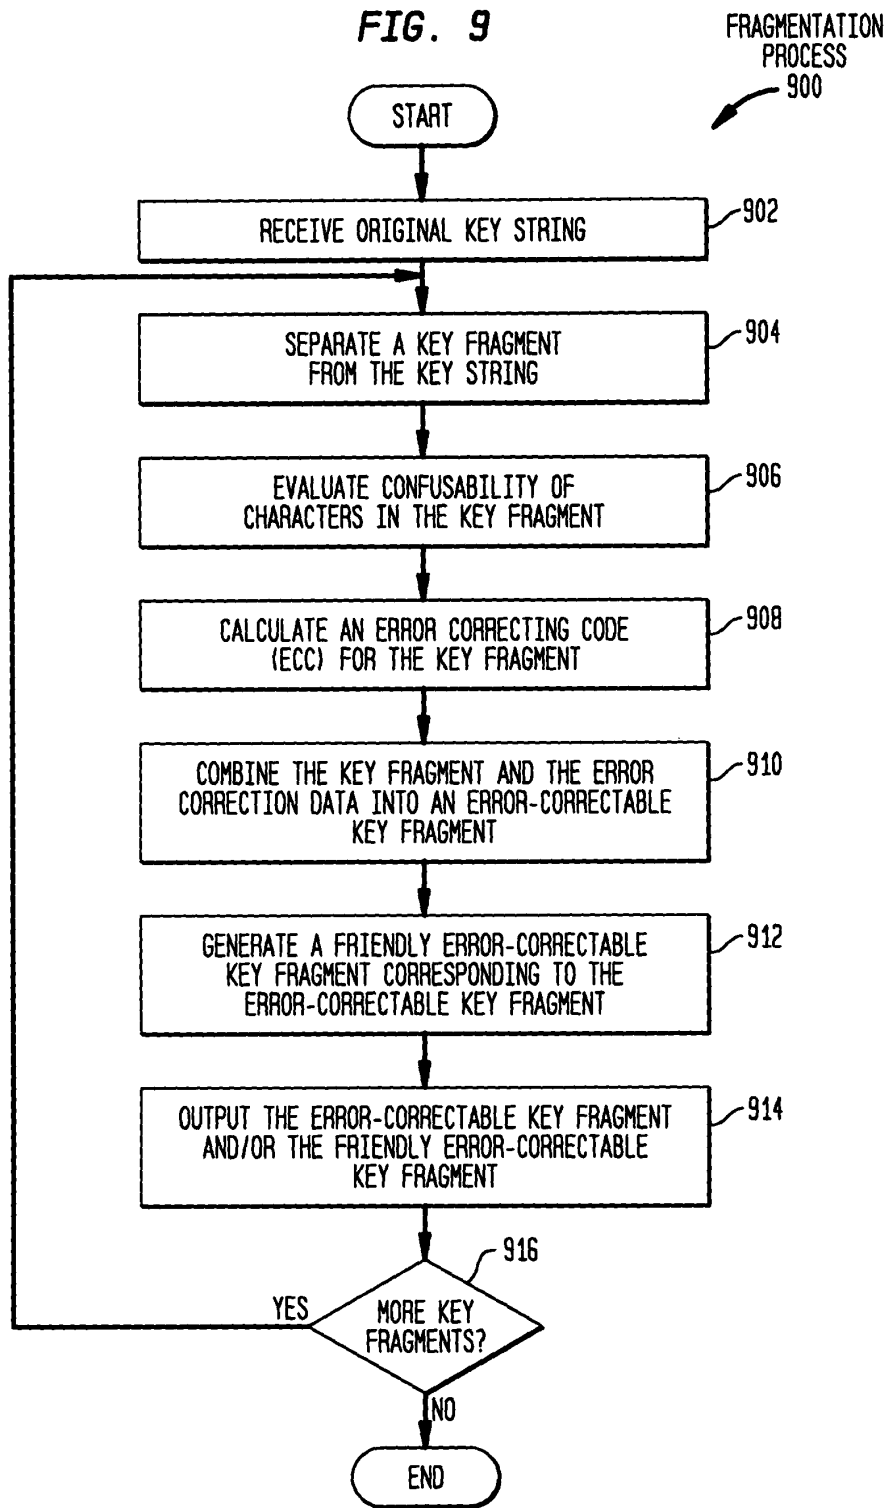 FIG. 9
FRAGMENTATION
PROCESS
900
START
RECEIVE ORIGINAL KEY STRING
902
SEPARATE A KEY FRAGMENT
FROM THE KEY STRING
904
EVALUATE CONFUSABILITY OF
CHARACTERS IN THE KEY FRAGMENT
906
CALCULATE AN ERROR CORRECTING CODE
(ECC) FOR THE KEY FRAGMENT
908
COMBINE THE KEY FRAGMENT AND THE ERROR
CORRECTION DATA INTO AN ERROR-CORRECTABLE
KEY FRAGMENT
910
GENERATE A FRIENDLY ERROR-CORRECTABLE
KEY FRAGMENT CORRESPONDING TO THE
ERROR-CORRECTABLE KEY FRAGMENT
912
OUTPUT THE ERROR-CORRECTABLE KEY FRAGMENT
AND/OR THE FRIENDLY ERROR-CORRECTABLE
KEY FRAGMENT
914
916
YES
MORE KEY
FRAGMENTS?
NO
END